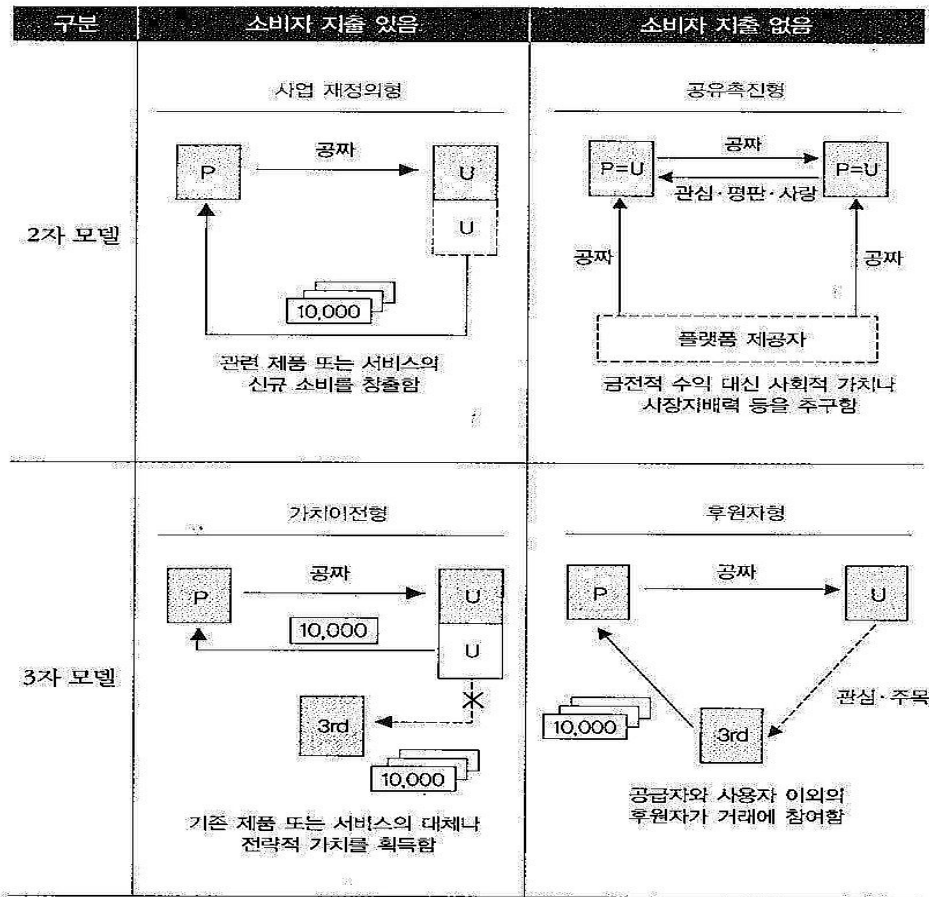 구분 소비자 지출 있음 소비자 지출 없음
2자 모델
사업 재정의형
P
공짜
U
U
10,000
관련 제품 또는 서비스의
신규 소비를 창출함
공유촉진형
P=U
공짜
P=U
관심·평판·사랑
공짜
공짜
플랫폼 제공자
금전적 수익 대신 사회적 가치나
시장지배력 등을 추구함
3자 모델
가치이전형
P
공짜
U
10,000
U
3rd
10,000
기존 제품 또는 서비스의 대체나
전략적 가치를 획득함
후원자형
P
공짜
U
관심·주목
10,000
3rd
공급자와 사용자 이외의
후원자가 거래에 참여함